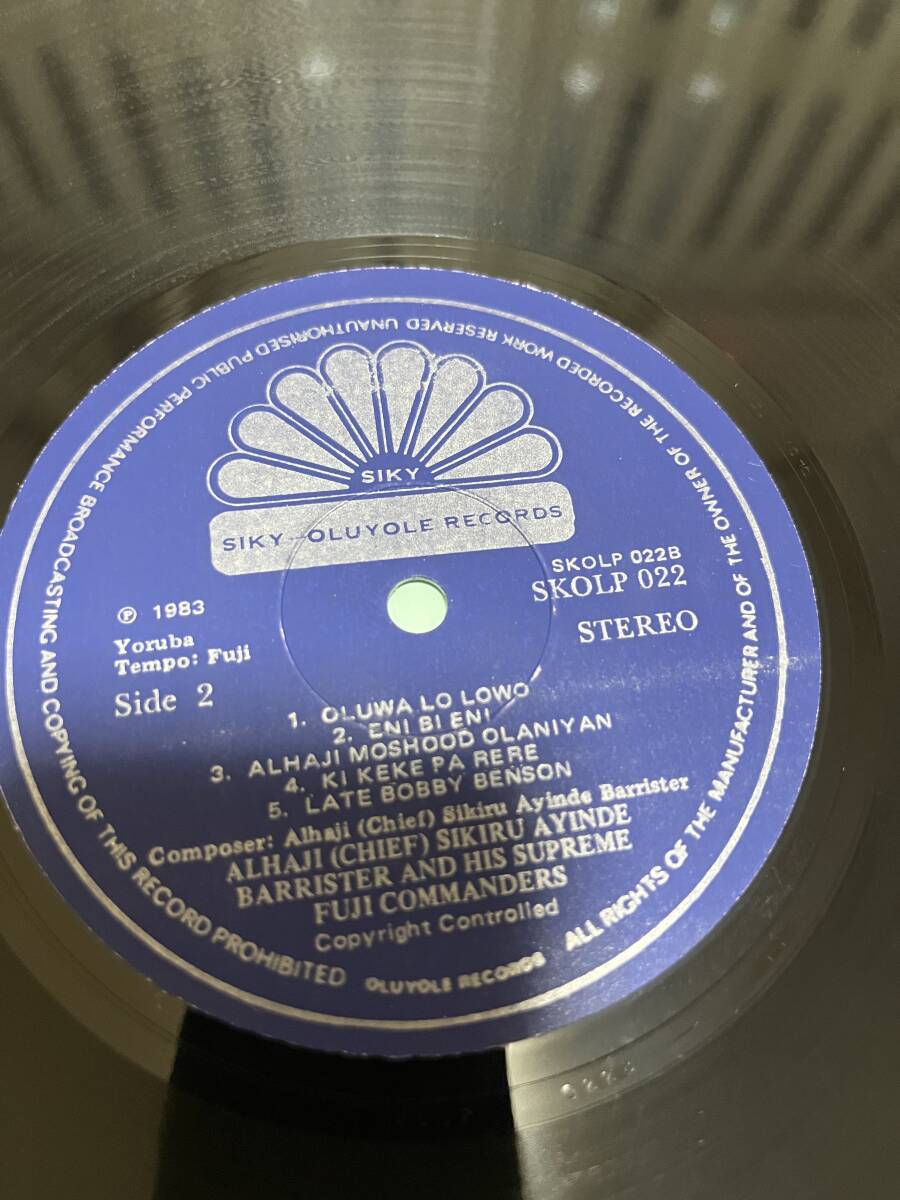 SIKY
SIKY-OLUYOLE RECORDS
SKOLP 022B
SKOLP 022
STEREO
℗ 1983
Yoruba
Tempo: Fuji
Side 2
1. OLUWA LO LOWO
2. ENI BI ENI
3. ALHAJI MOSHOOD OLANIYAN
4. KI KEKE PA RERE
5. LATE BOBBY BENSON
Composer: Alhaji (Chief) Sikiru Ayinde Barrister
ALHAJI (CHIEF) SIKIRU AYINDE
BARRISTER AND HIS SUPREME
FUJI COMMANDERS
Copyright Controlled
OLUYOLE RECORDS
ALL RIGHTS OF THE MANUFACTURER AND OF THE OWNER OF THE RECORDED WORK RESERVED UNAUTHORISED PUBLIC PERFORMANCE BROADCASTING AND COPYING OF THIS RECORD PROHIBITED